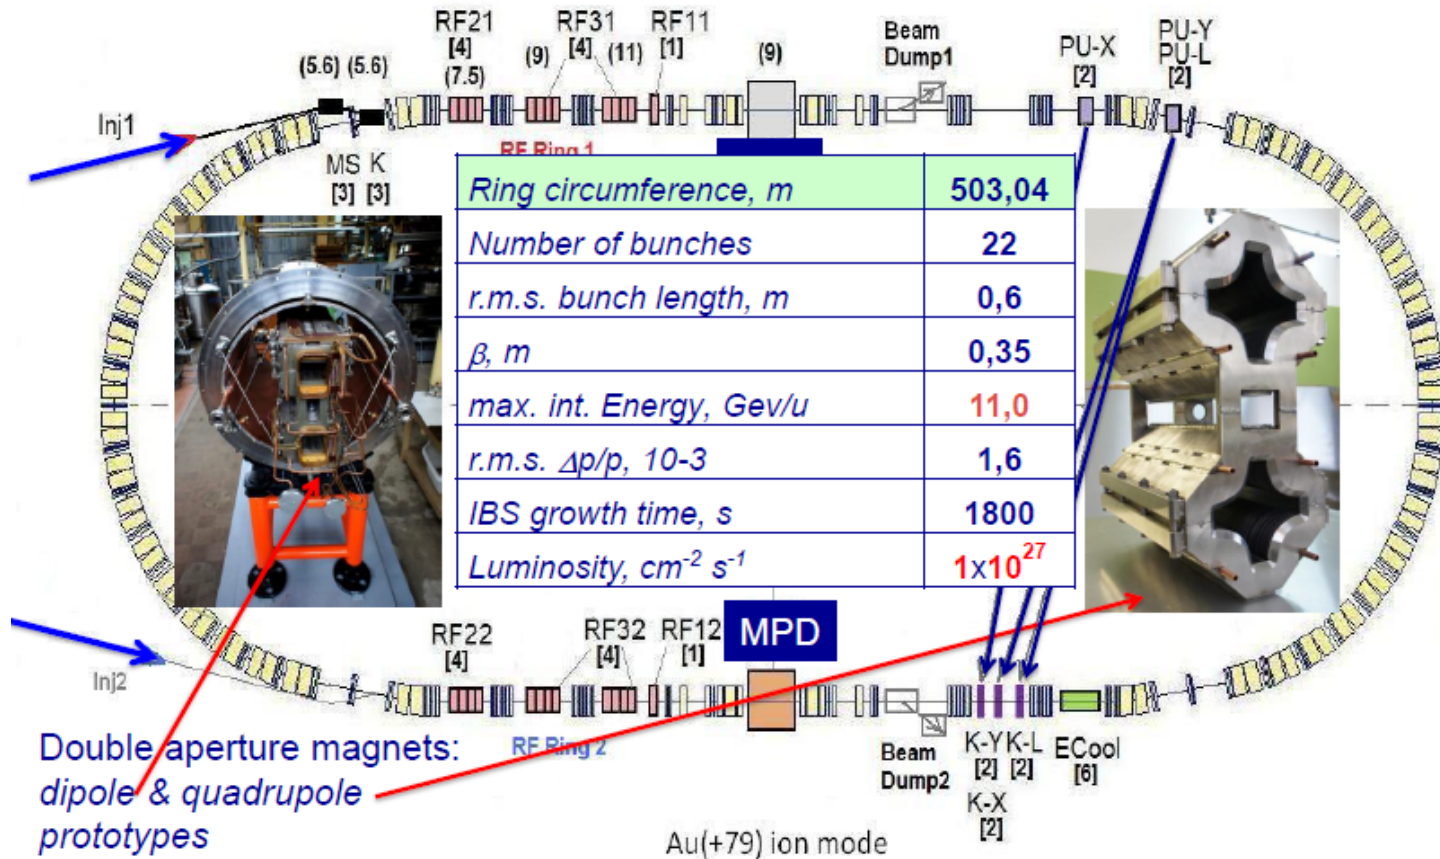 RF21
[4]
(7.5)
RF31
(9) [4] (11)
RF11
[1]
(9)
Beam
Dump1
PU-X
[2]
PU-Y
PU-L
[2]
(5.6) (5.6)
Inj1
MS K
[3] [3]
RF Ring 1
Ring circumference, m 503,04
Number of bunches 22
r.m.s. bunch length, m 0,6
β, m 0,35
max. int. Energy, Gev/u 11,0
r.m.s. Δp/p, 10-3 1,6
IBS growth time, s 1800
Luminosity, cm⁻² s⁻¹ 1x10²⁷
RF22
[4]
RF32
[4]
RF12
[1]
MPD
Inj2
RF Ring 2
Beam
Dump2
K-Y K-L
[2] [2]
K-X
[2]
ECool
[6]
Double aperture magnets:
dipole & quadrupole
prototypes
Au(+79) ion mode